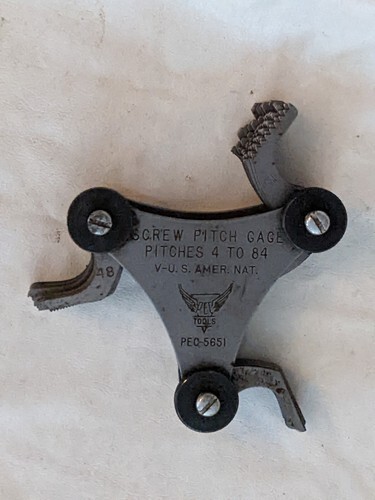 SCREW PITCH GAGE
PITCHES 4 TO 84
V-U.S. AMER. NAT.
TOOLS
PEC-5651
48